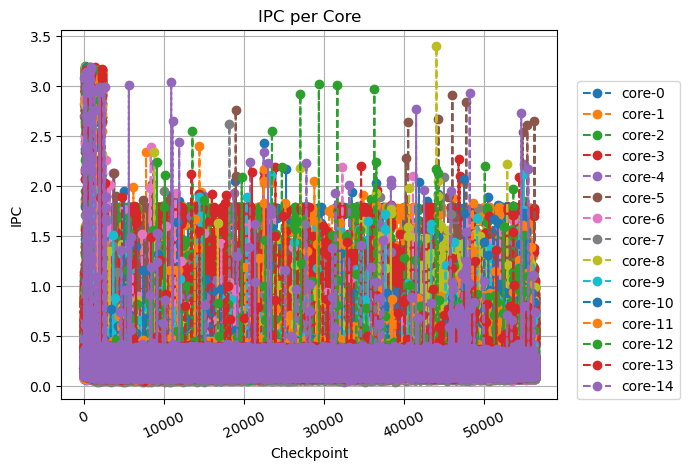 IPC per Core
IPC
3.5
3.0
2.5
2.0
1.5
1.0
0.5
0.0
0
10000
20000
30000
40000
50000
Checkpoint
core-0
core-1
core-2
core-3
core-4
core-5
core-6
core-7
core-8
core-9
core-10
core-11
core-12
core-13
core-14